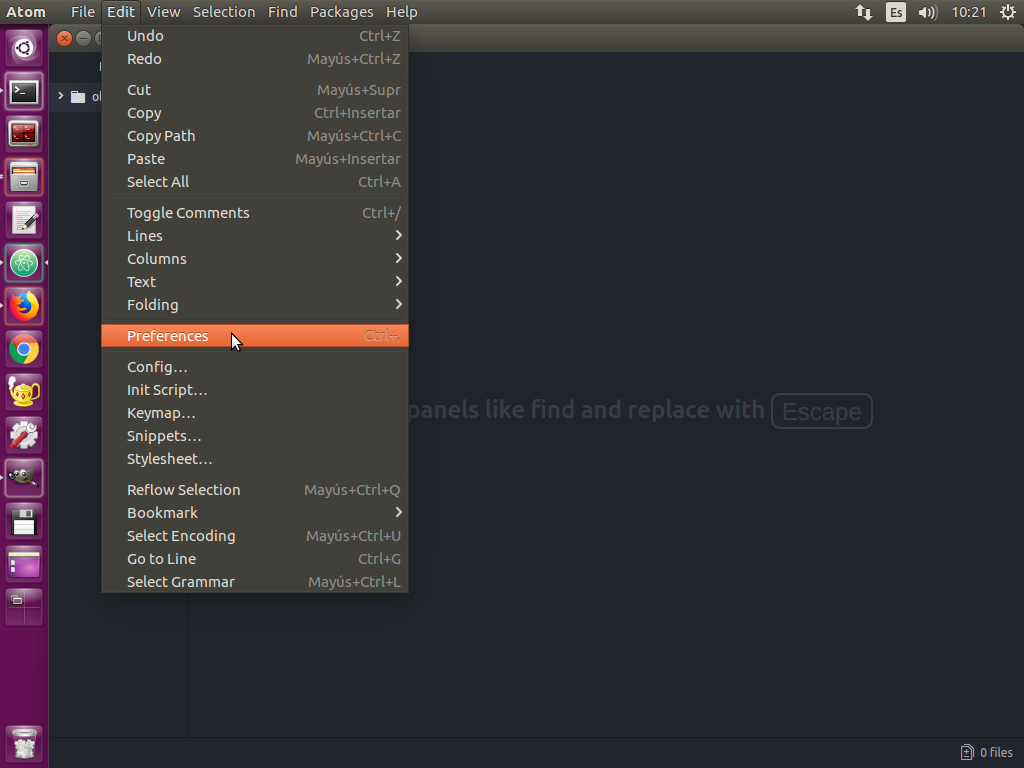 Atom File Edit View Selection Find Packages Help Es 10:21
Undo Ctrl+Z
Redo Mayús+Ctrl+Z
Cut Mayús+Supr
Copy Ctrl+Insertar
Copy Path Mayús+Ctrl+C
Paste Mayús+Insertar
Select All Ctrl+A
Toggle Comments Ctrl+/
Lines
Columns
Text
Folding
Preferences Ctrl+,
Config…
Init Script…
Keymap…
panels like find and replace with Escape
Snippets…
Stylesheet…
Reflow Selection Mayús+Ctrl+Q
Bookmark
Select Encoding Mayús+Ctrl+U
Go to Line Ctrl+G
Select Grammar Mayús+Ctrl+L
0 files